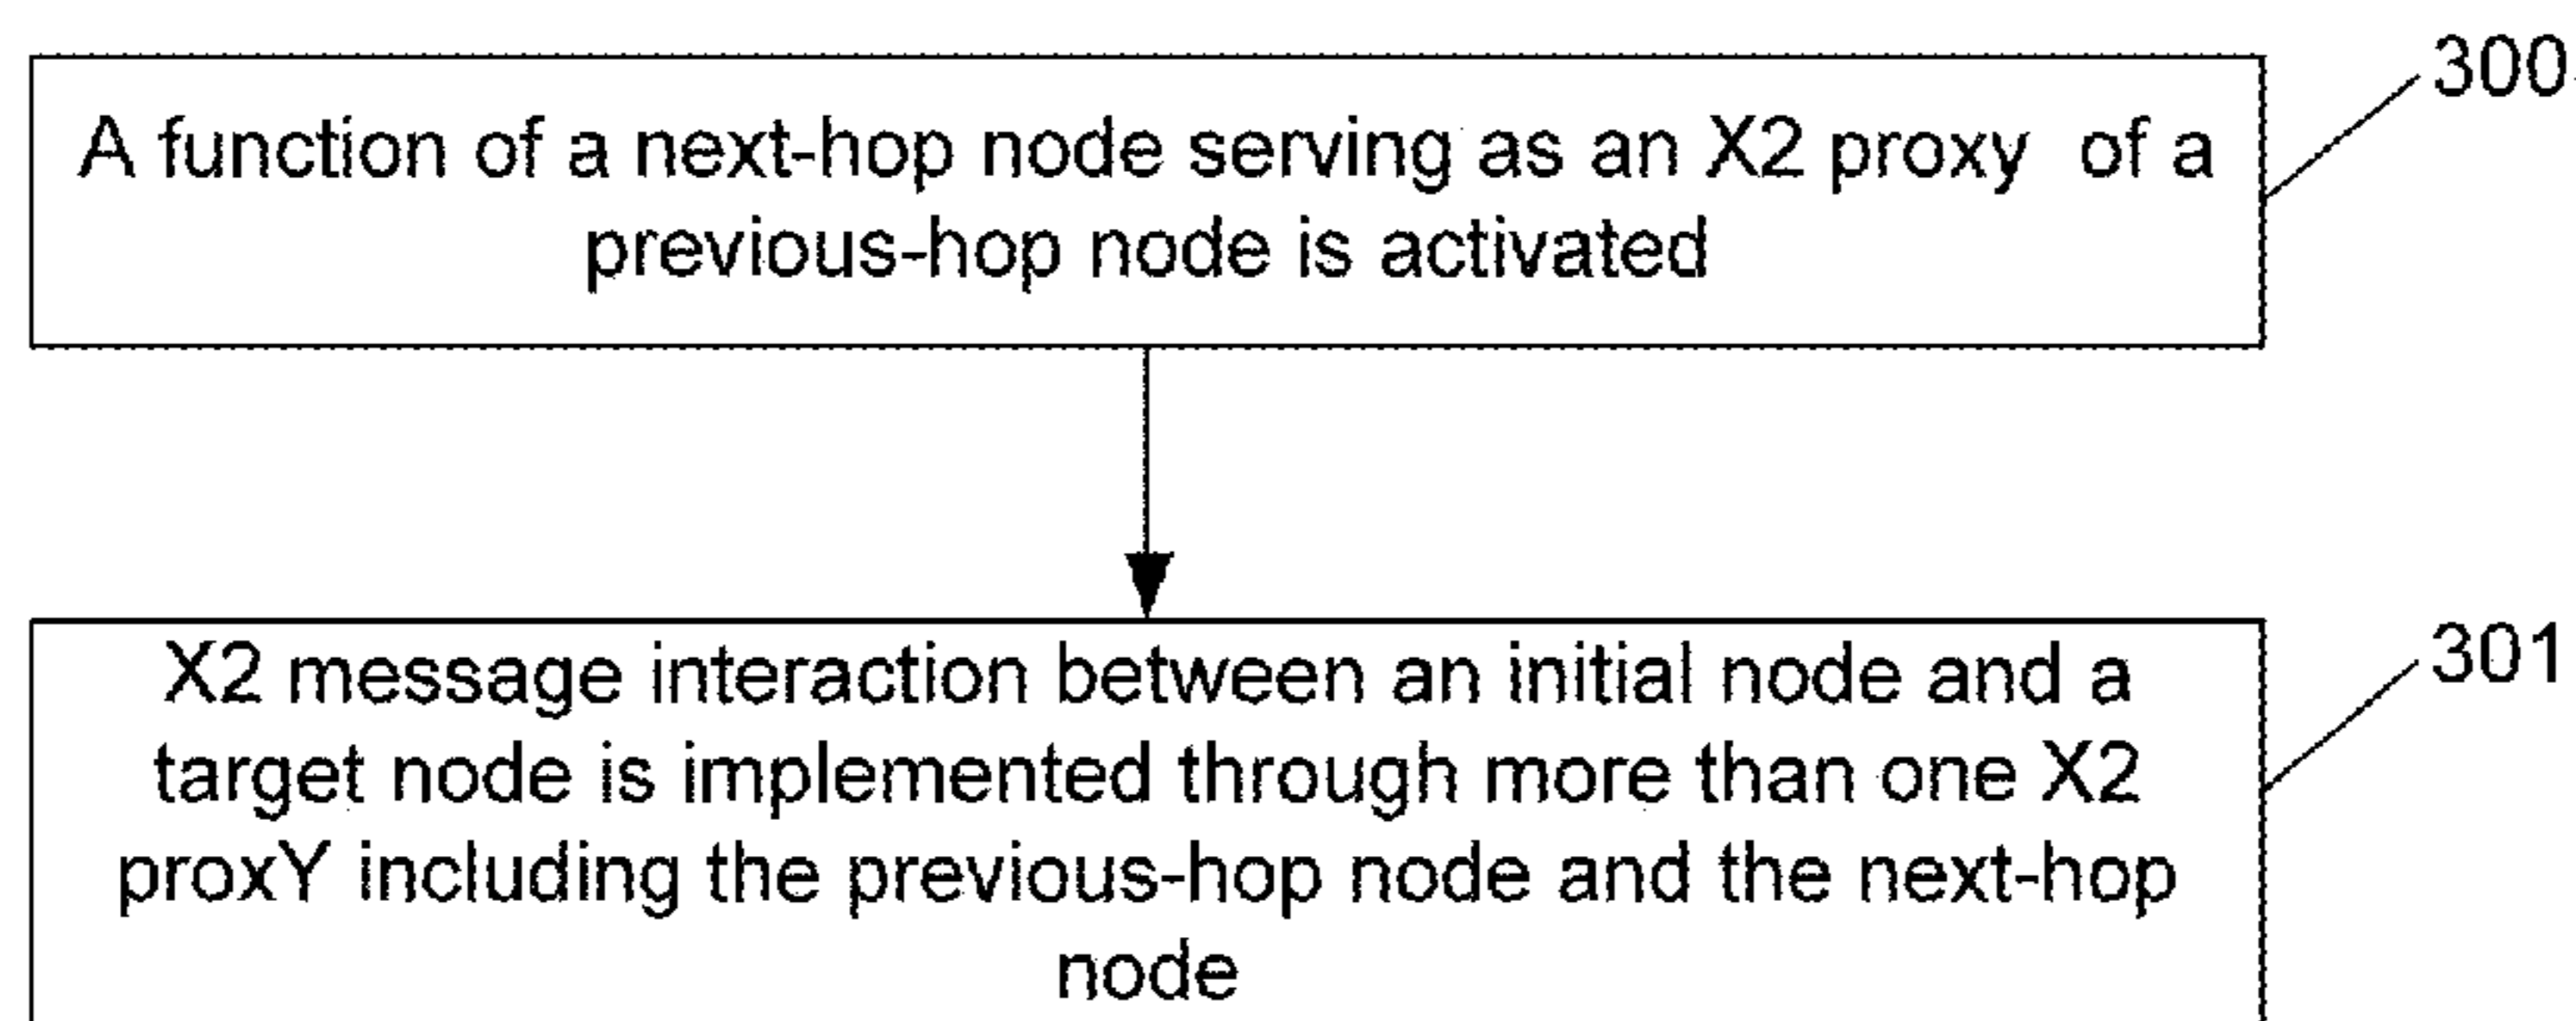 300
A function of a next-hop node serving as an X2 proxy of a
previous-hop node is activated
301
X2 message interaction between an initial node and a
target node is implemented through more than one X2
proxY including the previous-hop node and the next-hop
node